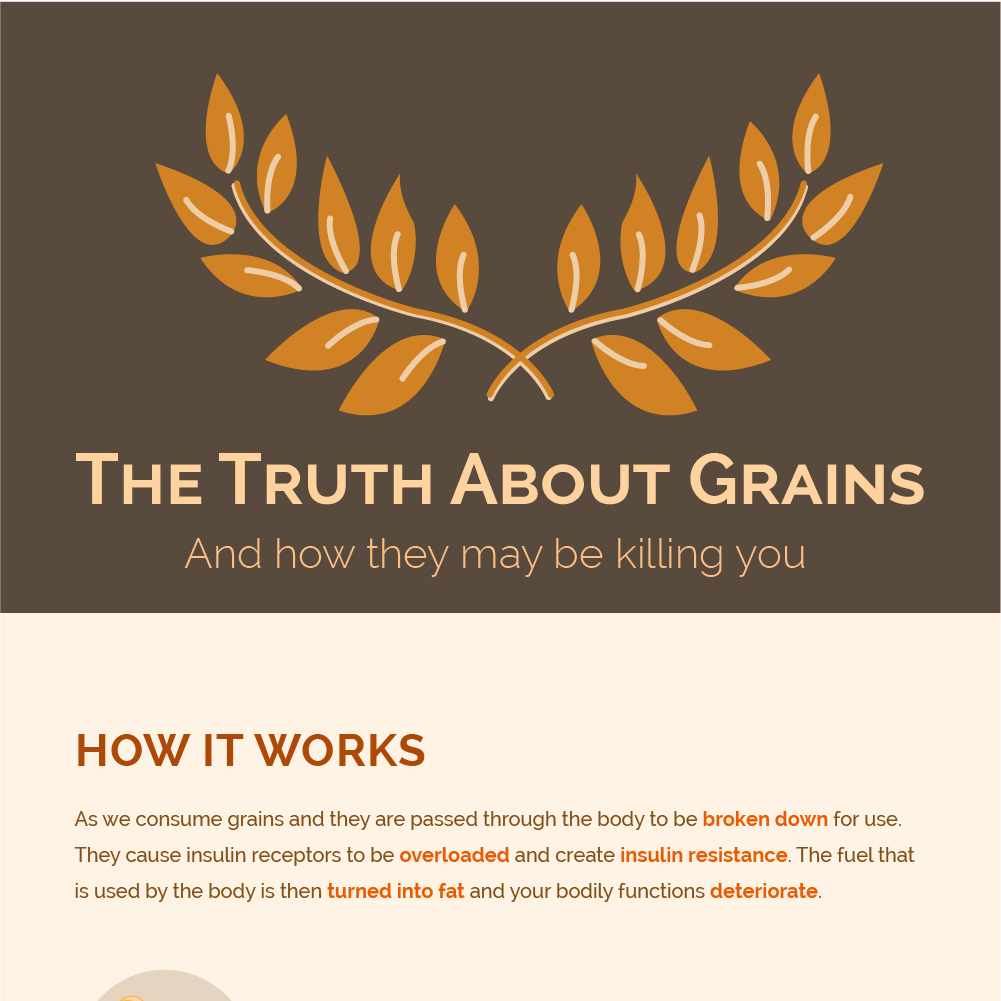 The Truth About Grains
And how they may be killing you
HOW IT WORKS
As we consume grains and they are passed through the body to be broken down for use.
They cause insulin receptors to be overloaded and create insulin resistance. The fuel that
is used by the body is then turned into fat and your bodily functions deteriorate.